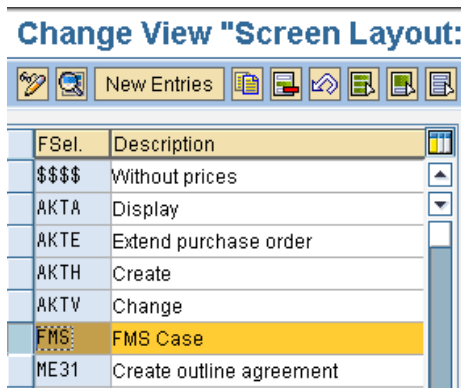 Change View "Screen Layout:
New Entries
FSel. Description
$$$$ Without prices
AKTA Display
AKTE Extend purchase order
AKTH Create
AKTV Change
FMS FMS Case
ME31 Create outline agreement